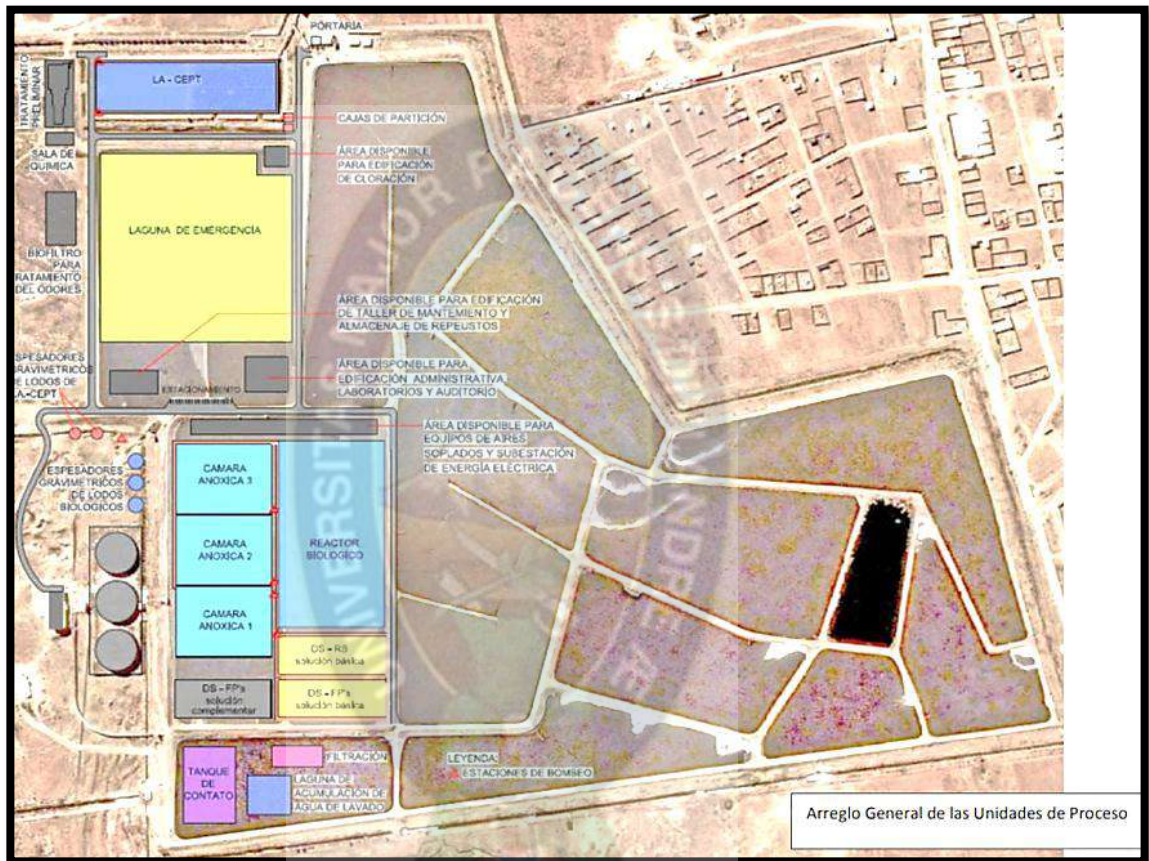 PORTARÍA
LA - CEPT
TRATAMIENTO
PRELIMINAR
CAJAS DE PARTICIÓN
SALA DE
QUIMICA
ÁREA DISPONIBLE
PARA EDIFICACIÓN
DE CLORACIÓN
LAGUNA DE EMERGENCÍA
BIOFILTRO
PARA
TRATAMIENTO
DEL ODORES
ÁREA DISPONIBLE PARA EDIFICACIÓN
DE TALLER DE MANTEMIENTO Y
ALMACENAJE DE REPEUSTOS
ESPESADORES
GRAVIMETRICOS
DE LODOS DE
LA-CEPT
ESTACIONAMIENTO
ÁREA DISPONIBLE PARA
EDIFICACIÓN ADMINISTRATIVA,
LABORATORIOS Y AUDITORIO
ÁREA DISPONIBLE PARA
EQUIPOS DE AIRES
SOPLADOS Y SUBESTACIÓN
DE ENERGÍA ELÉCTRICA
ESPESADORES
GRAVIMETRICOS
DE LODOS
BIOLOGICOS
CAMARA
ANOXICA 3
CAMARA
ANOXICA 2
REACTOR
BIOLOGICO
CAMARA
ANOXICA 1
DS - RS
solución básica
DS - FP's
solución
complementar
DS - FP's
solución básica
TANQUE
DE
CONTATO
FILTRACIÓN
LAGUNA DE
ACUMULACIÓN DE
AGUA DE LAVADO
LEYENDA:
ESTACIONES DE BOMBEO
Arreglo General de las Unidades de Proceso